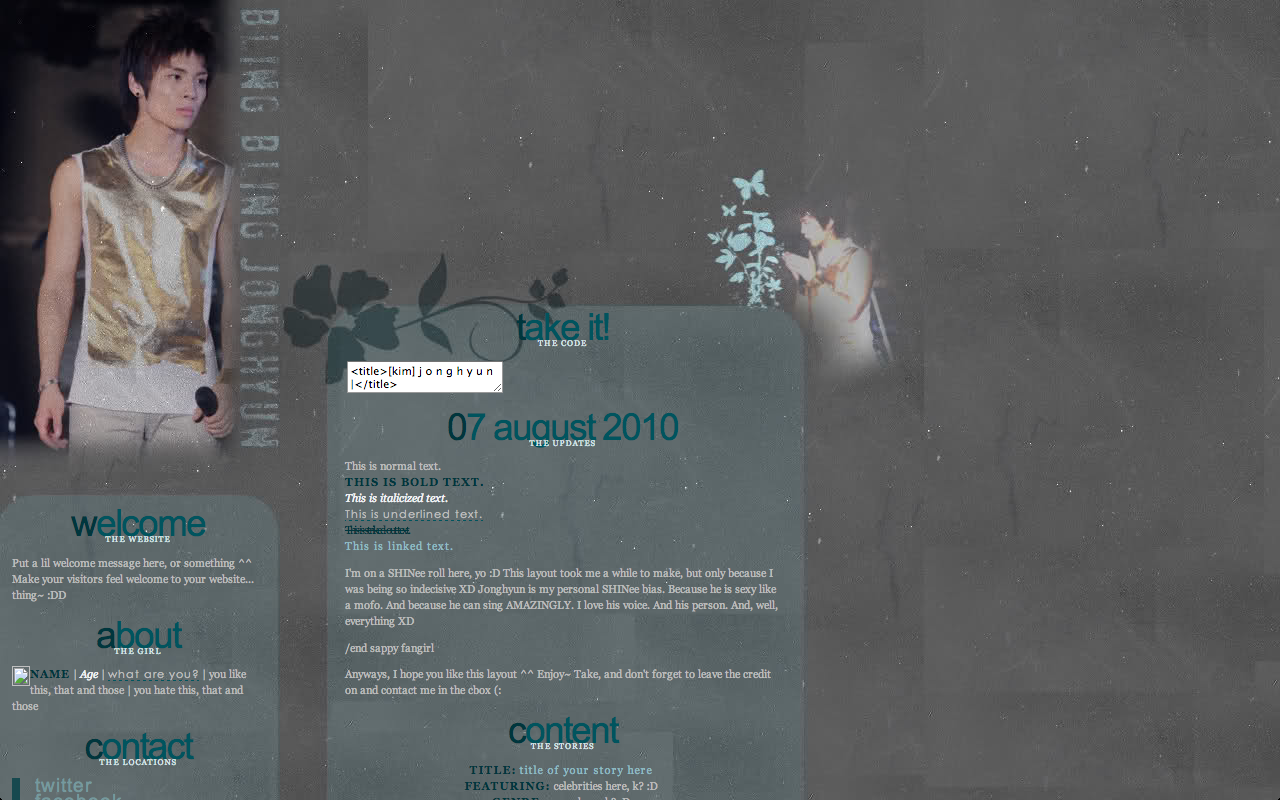 BLING BLING JONGHYUN
take it!
THE CODE
<title>[kim] j o n g h y u n
|</title>
07 august 2010
THE UPDATES
This is normal text.
THIS IS BOLD TEXT.
This is italicized text.
This is underlined text.
This is linked text.
I'm on a SHINee roll here, yo :D This layout took me a while to make, but only because I
was being so indecisive XD Jonghyun is my personal SHINee bias. Because he is sexy like
a mofo. And because he can sing AMAZINGLY. I love his voice. And his person. And, well,
everything XD
/end sappy fangirl
Anyways, I hope you like this layout ^^ Enjoy~ Take, and don't forget to leave the credit
on and contact me in the cbox (:
content
THE STORIES
TITLE: title of your story here
FEATURING: celebrities here, k? :D
welcome
THE WEBSITE
Put a lil welcome message here, or something ^^
Make your visitors feel welcome to your website...
thing~ :DD
about
THE GIRL
NAME | Age | what are you? | you like
this, that and those | you hate this, that and
those
contact
THE LOCATIONS
twitter
facebook